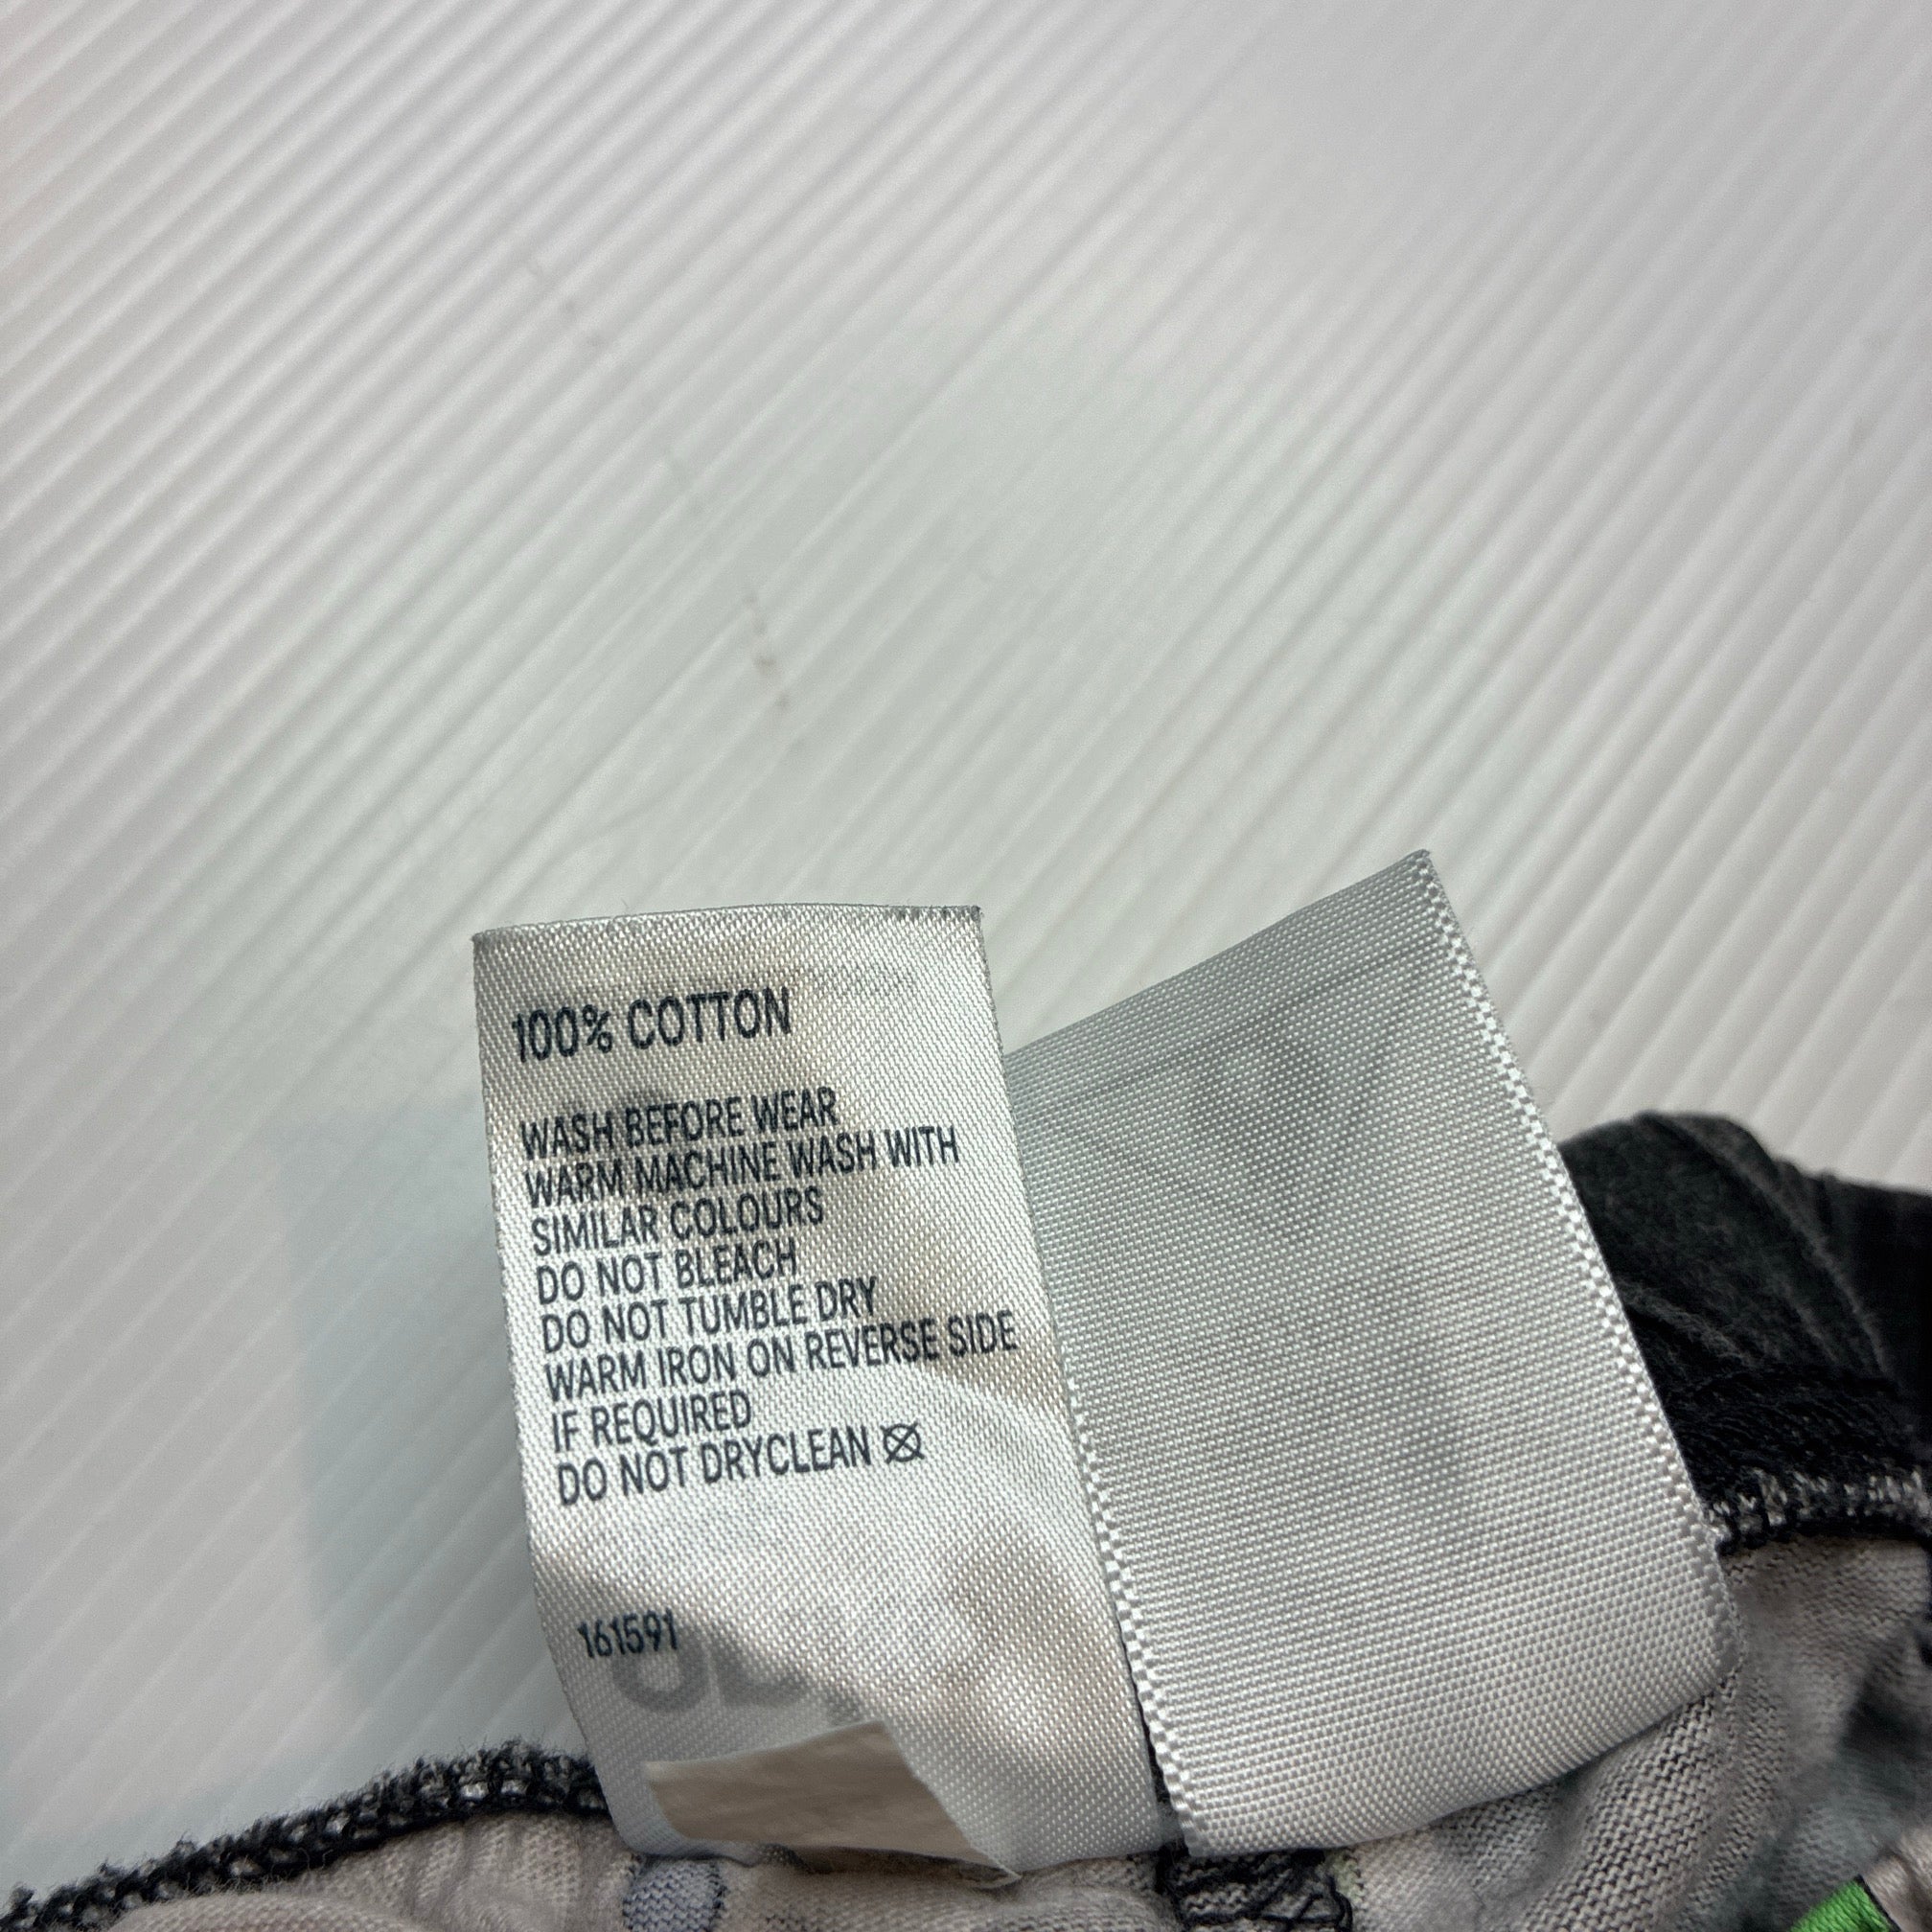 100% COTTON
WASH BEFORE WEAR
WARM MACHINE WASH WITH
SIMILAR COLOURS
DO NOT BLEACH
DO NOT TUMBLE DRY
WARM IRON ON REVERSE SIDE
IF REQUIRED
DO NOT DRYCLEAN
161591